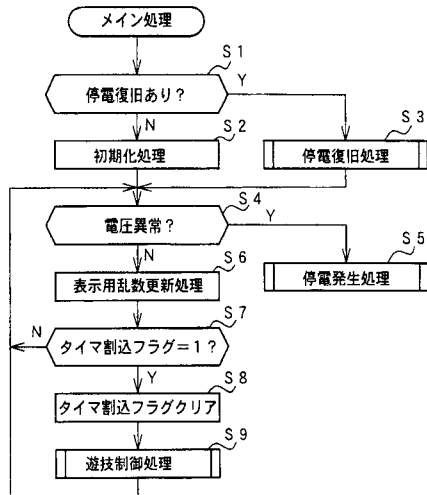 メイン処理
S1
停電復旧あり?
Y
N
S2
S3
初期化処理
停電復旧処理
S4
電圧異常?
Y
N
S6
S5
表示用乱数更新処理
停電発生処理
S7
N
タイマ割込フラグ=1?
Y
S8
タイマ割込フラグクリア
S9
遊技制御処理